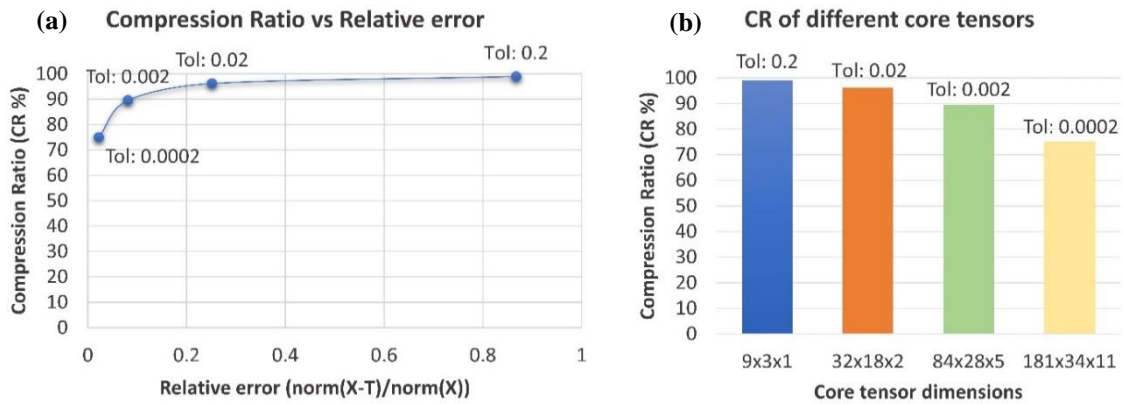 (a) Compression Ratio vs Relative error
Tol: 0.002
Tol: 0.02
Tol: 0.2
Tol: 0.0002
Compression Ratio (CR %)
100
90
80
70
60
50
40
30
20
10
0
0 0.2 0.4 0.6 0.8 1
Relative error (norm(X-T)/norm(X))
(b) CR of different core tensors
Tol: 0.2
Tol: 0.02
Tol: 0.002
Tol: 0.0002
Compression Ratio (CR %)
100
90
80
70
60
50
40
30
20
10
0
9x3x1 32x18x2 84x28x5 181x34x11
Core tensor dimensions